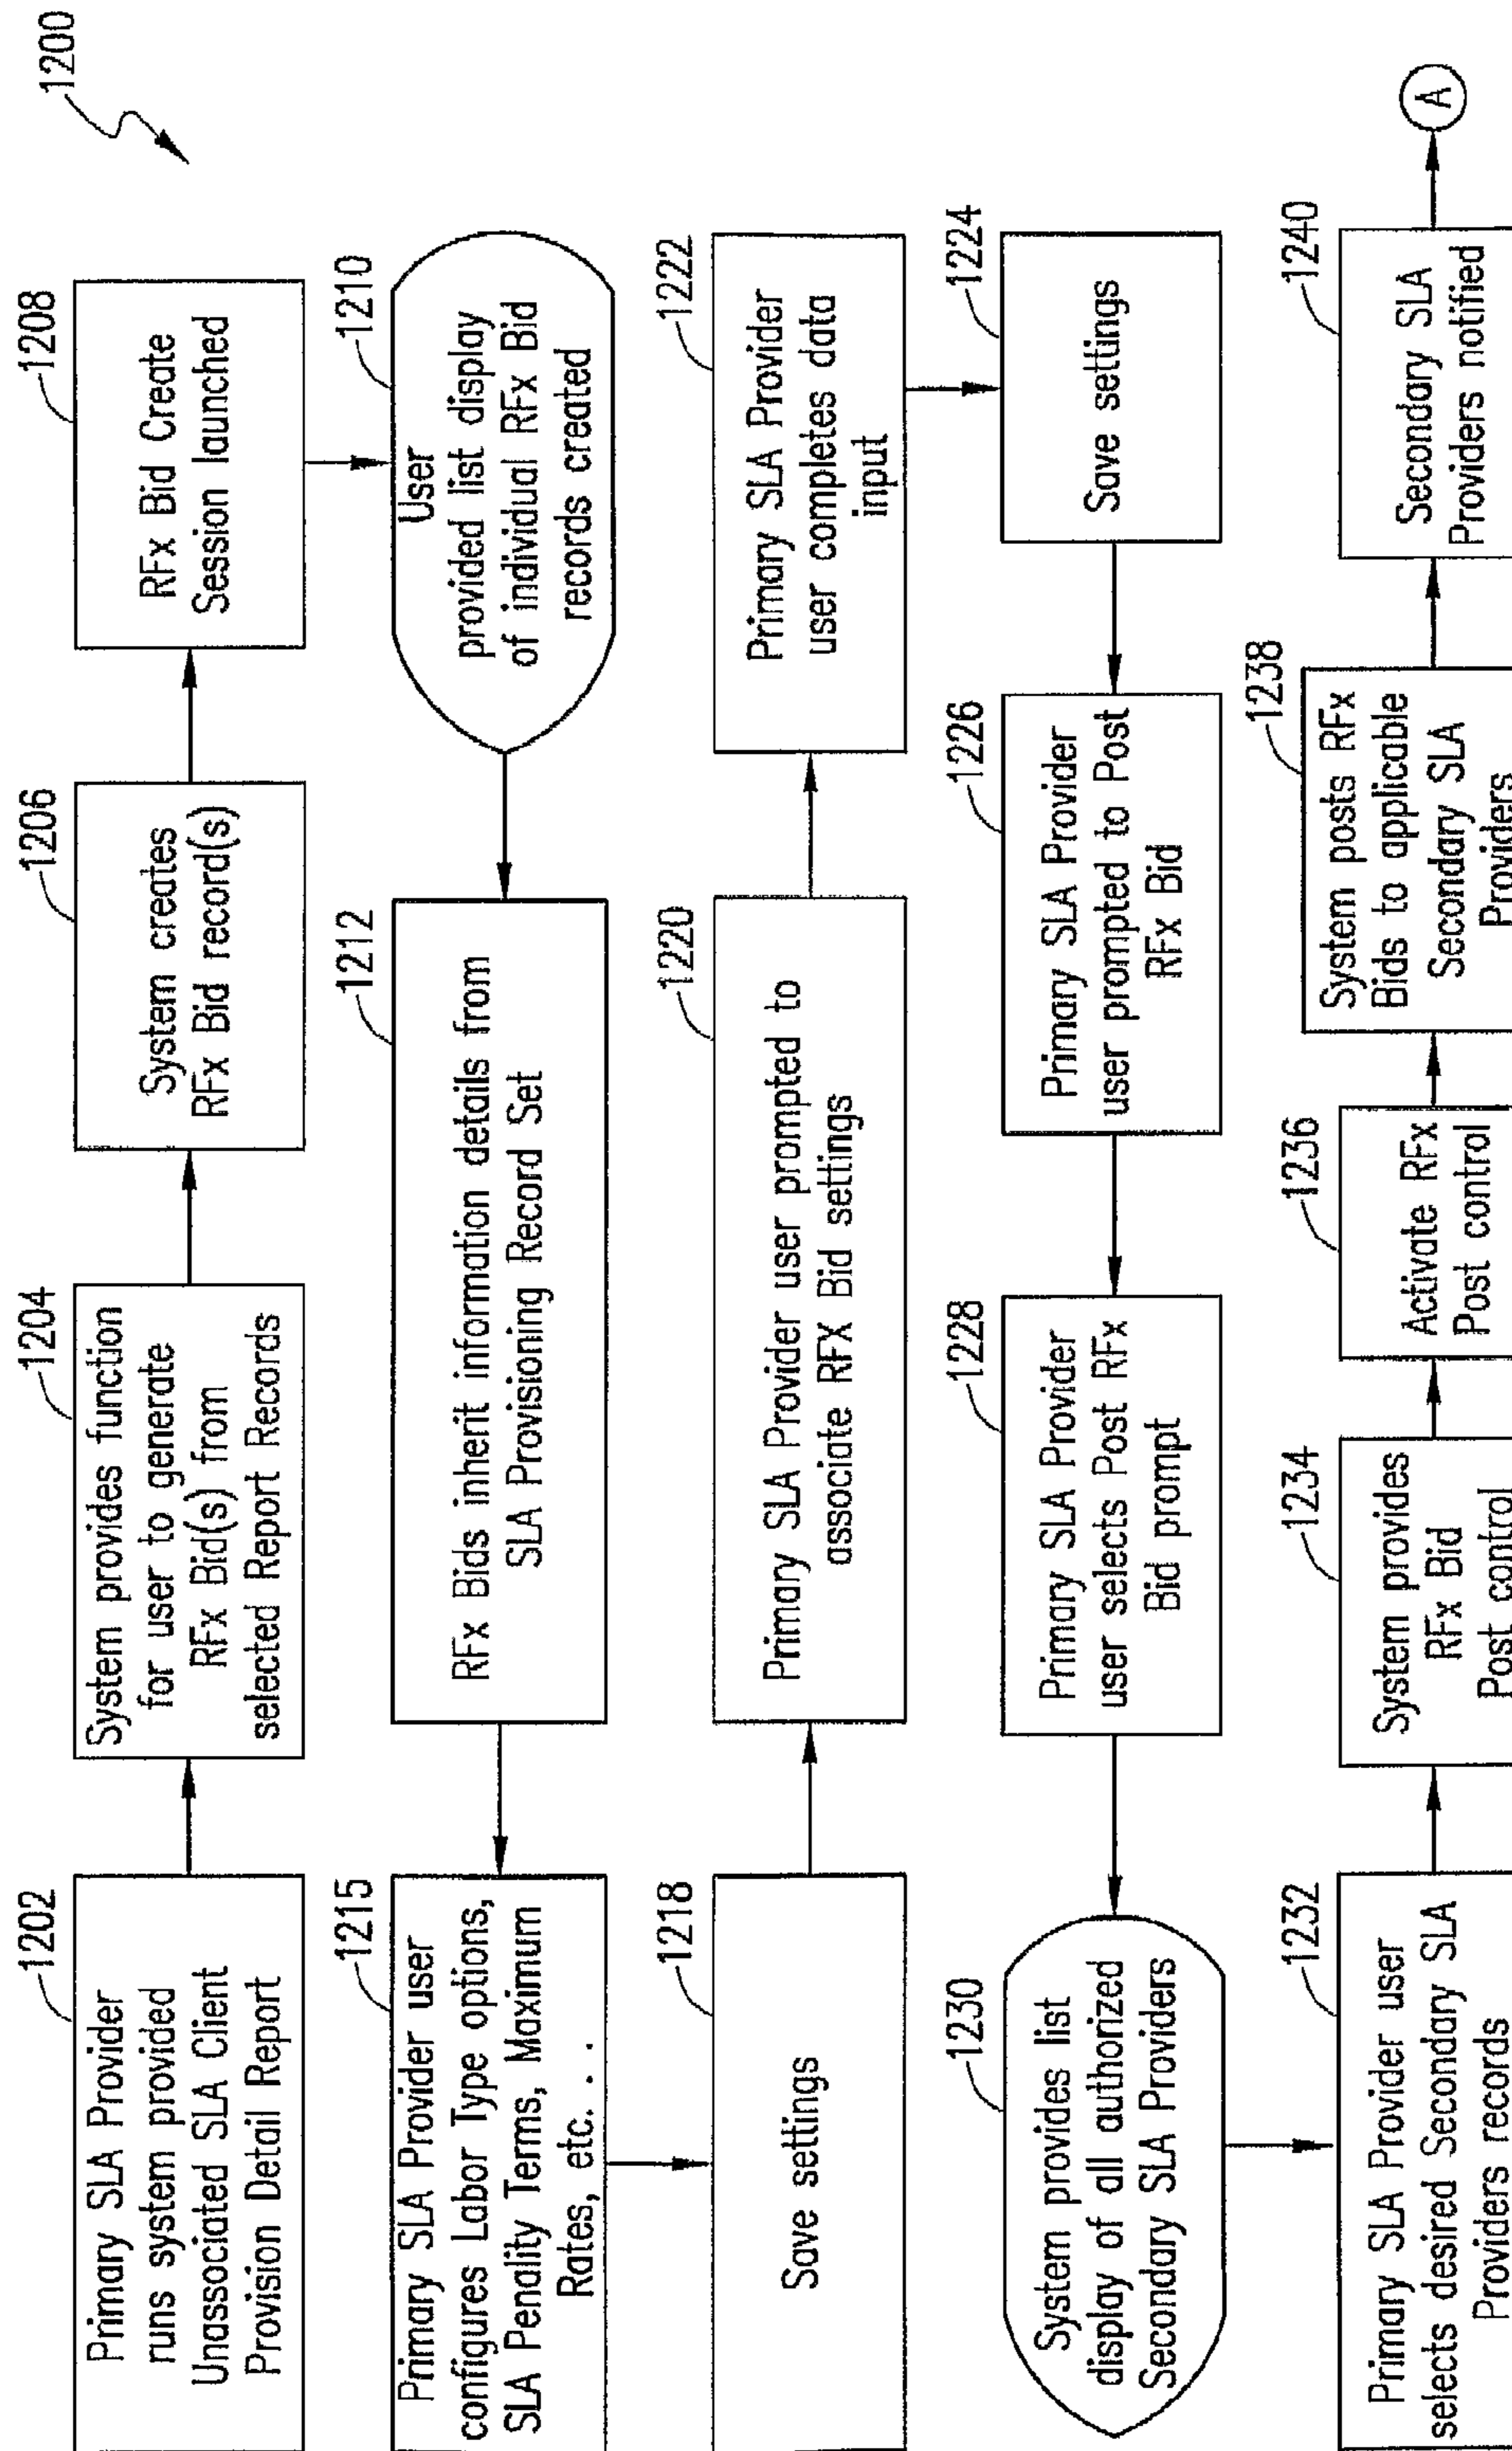 1200
1202
Primary SLA Provider
runs system provided
Unassociated SLA Client
Provision Detail Report
1204
System provides function
for user to generate
RFx Bid(s) from
selected Report Records
1206
System creates
RFx Bid record(s)
1208
RFx Bid Create
Session launched
1210
User
provided list display
of individual RFx Bid
records created
1212
RFx Bids inherit information details from
SLA Provisioning Record Set
1215
Primary SLA Provider user
configures Labor Type options,
SLA Penality Terms, Maximum
Rates, etc. . .
1218
Save settings
1220
Primary SLA Provider user prompted to
associate RFX Bid settings
1222
Primary SLA Provider
user completes data
input
1224
Save settings
1226
Primary SLA Provider
user prompted to Post
RFx Bid
1228
Primary SLA Provider
user selects Post RFx
Bid prompt
1230
System provides list
display of all authorized
Secondary SLA Providers
1232
Primary SLA Provider user
selects desired Secondary SLA
Providers records
1234
System provides
RFx Bid
Post control
1236
Activate RFx
Post control
1238
System posts RFx
Bids to applicable
Secondary SLA
Providers
1240
Secondary SLA
Providers notified
A